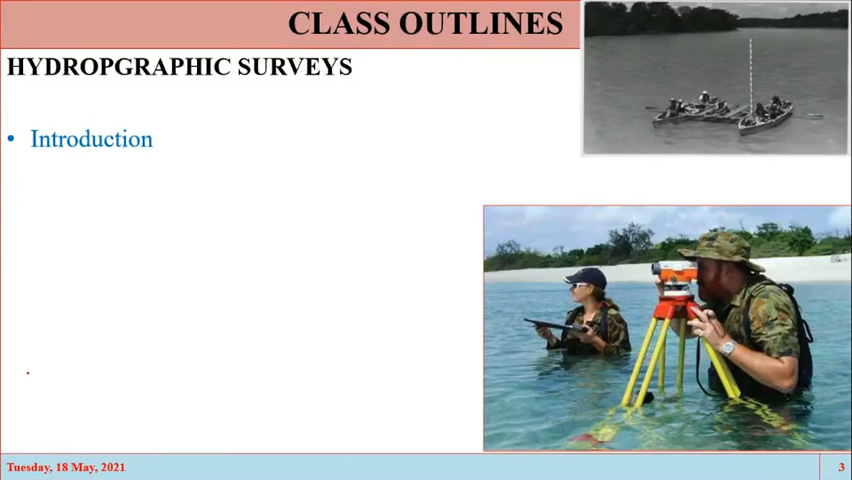 CLASS OUTLINES
HYDROPGRAPHIC SURVEYS
• Introduction
Tuesday, 18 May, 2021
3